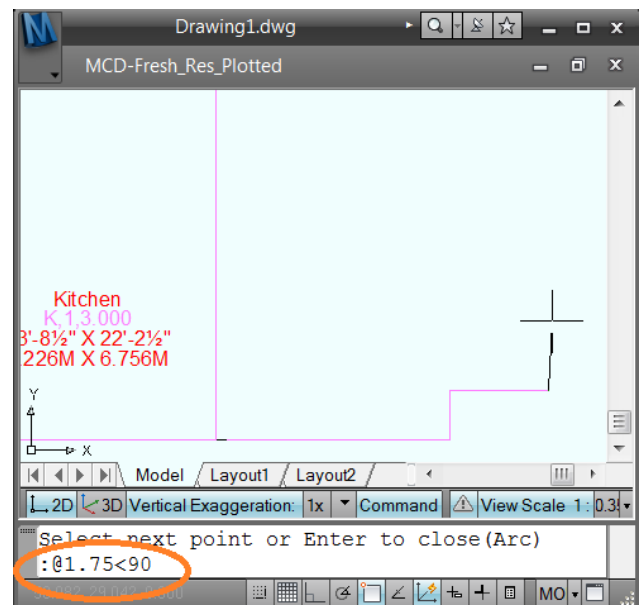 Drawing1.dwg
MCD-Fresh_Res_Plotted
Kitchen
K,1,3.000
3'-8½" X 22'-2½"
.226M X 6.756M
Y
X
Model Layout1 Layout2
2D 3D Vertical Exaggeration: 1x Command View Scale 1:0.3
Select next point or Enter to close(Arc)
:@1.75<90
MO